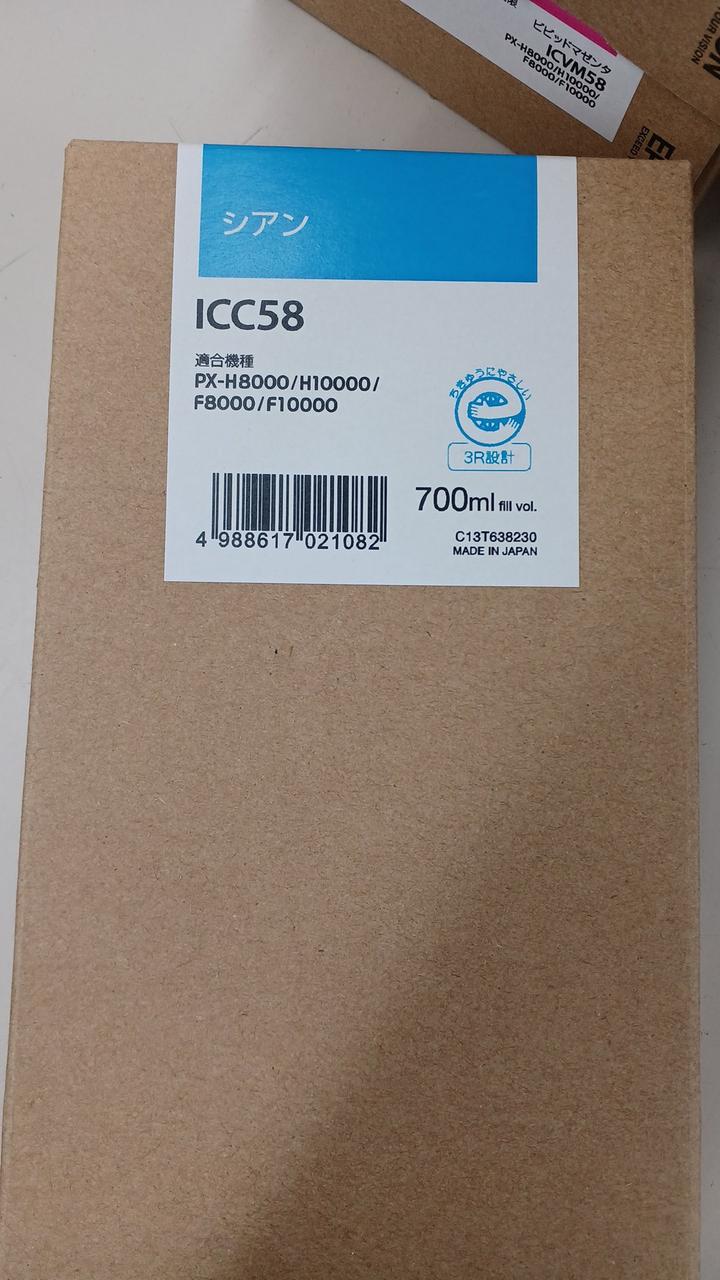 ビビッドマゼンタ
ICVM58
PX-H8000/H10000/
F8000/F10000
シアン
ICC58
適合機種
PX-H8000/H10000/
F8000/F10000
ちきゅうにやさしい
3R設計
700ml fill vol.
4 988617 021082
C13T638230
MADE IN JAPAN